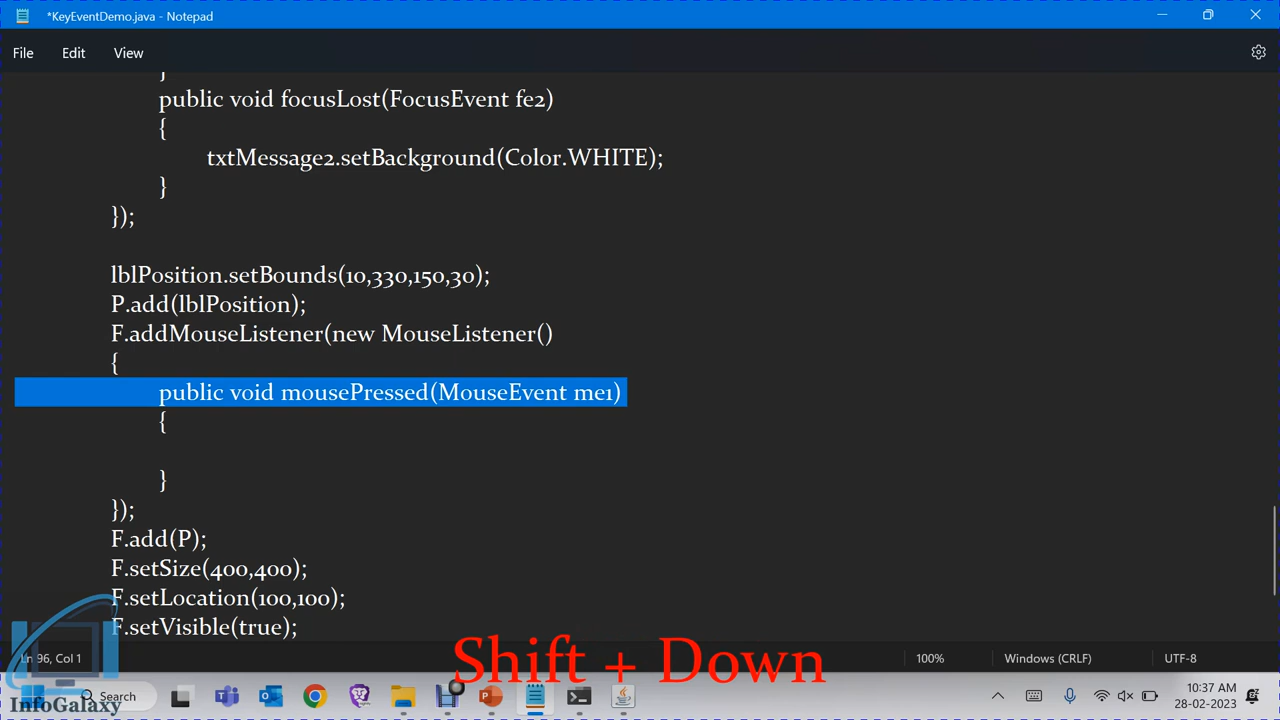 *KeyEventDemo.java - Notepad
File Edit View
}
public void focusLost(FocusEvent fe2)
{
txtMessage2.setBackground(Color.WHITE);
}
});
lblPosition.setBounds(10,330,150,30);
P.add(lblPosition);
F.addMouseListener(new MouseListener()
{
public void mousePressed(MouseEvent me1)
{
}
});
F.add(P);
F.setSize(400,400);
F.setLocation(100,100);
F.setVisible(true);
Shift + Down
Ln 96, Col 1 100% Windows (CRLF) UTF-8
Search
InfoGalaxy
10:37 AM
28-02-2023